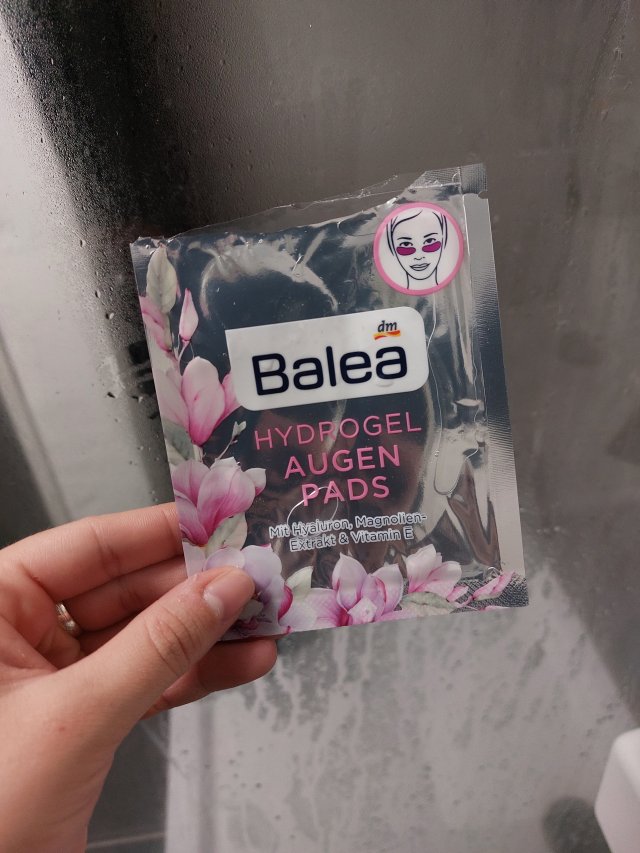 dm
Balea
HYDROGEL
AUGEN
PADS
Mit Hyaluron, Magnolien-
Extrakt & Vitamin E